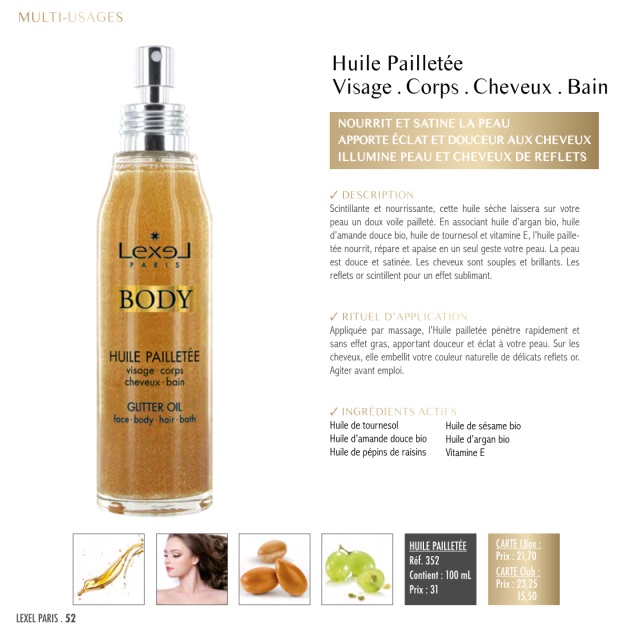 MULTI-USAGES
Huile Pailletée
Visage . Corps . Cheveux . Bain
NOURRIT ET SATINE LA PEAU
APPORTE ÉCLAT ET DOUCEUR AUX CHEVEUX
ILLUMINE PEAU ET CHEVEUX DE REFLETS
✓ DESCRIPTION
Scintillante et nourrissante, cette huile sèche laissera sur votre
peau un doux voile pailleté. En associant huile d'argan bio, huile
d'amande douce bio, huile de tournesol et vitamine E, l'huile paille-
tée nourrit, répare et apaise en un seul geste votre peau. La peau
est douce et satinée. Les cheveux sont souples et brillants. Les
reflets or scintillent pour un effet sublimant.
✓ RITUEL D'APPLICATION
Appliquée par massage, l'Huile pailletée pénètre rapidement et
sans effet gras, apportant douceur et éclat à votre peau. Sur les
cheveux, elle embellit votre couleur naturelle de délicats reflets or.
Agiter avant emploi.
✓ INGRÉDIENTS ACTIFS
Huile de tournesol
Huile d'amande douce bio
Huile de pépins de raisins
Huile de sésame bio
Huile d'argan bio
Vitamine E
Lexel
PARIS
BODY
HUILE PAILLETÉE
visage · corps
cheveux · bain
GLITTER OIL
face · body · hair · bath
HUILE PAILLETÉE
Réf. 352
Contient : 100 mL
Prix : 31
CARTE LBox :
Prix : 21,70
CARTE Club :
Prix : 23,25
15,50
LEXEL PARIS . 52